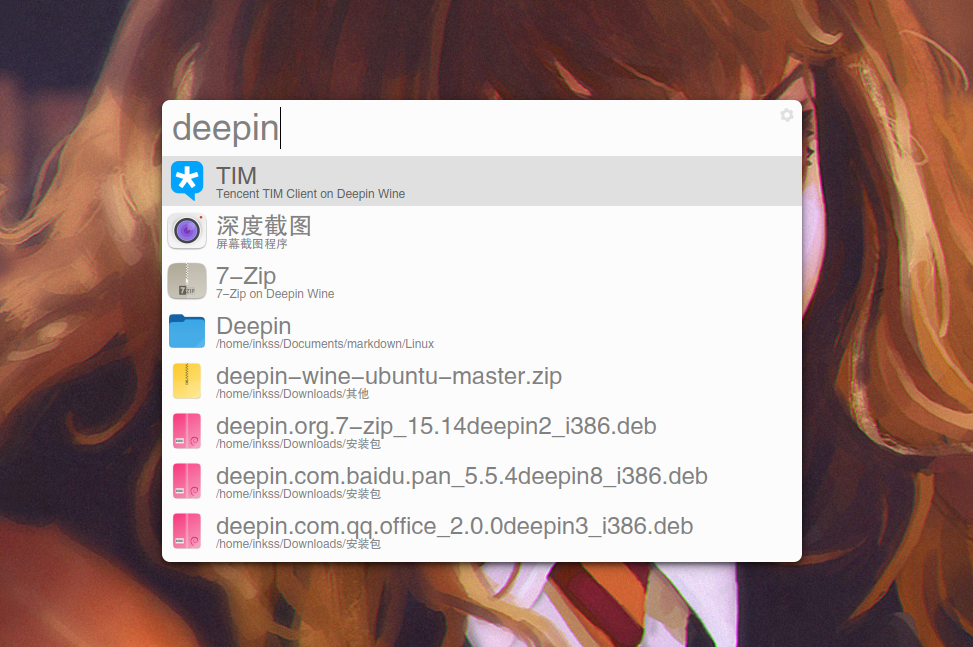 deepin
TIM
Tencent TIM Client on Deepin Wine
深度截图
屏幕截图程序
7-Zip
7-Zip on Deepin Wine
Deepin
/home/inkss/Documents/markdown/Linux
deepin-wine-ubuntu-master.zip
/home/inkss/Downloads/其他
deepin.org.7-zip_15.14deepin2_i386.deb
/home/inkss/Downloads/安装包
deepin.com.baidu.pan_5.5.4deepin8_i386.deb
/home/inkss/Downloads/安装包
deepin.com.qq.office_2.0.0deepin3_i386.deb
/home/inkss/Downloads/安装包